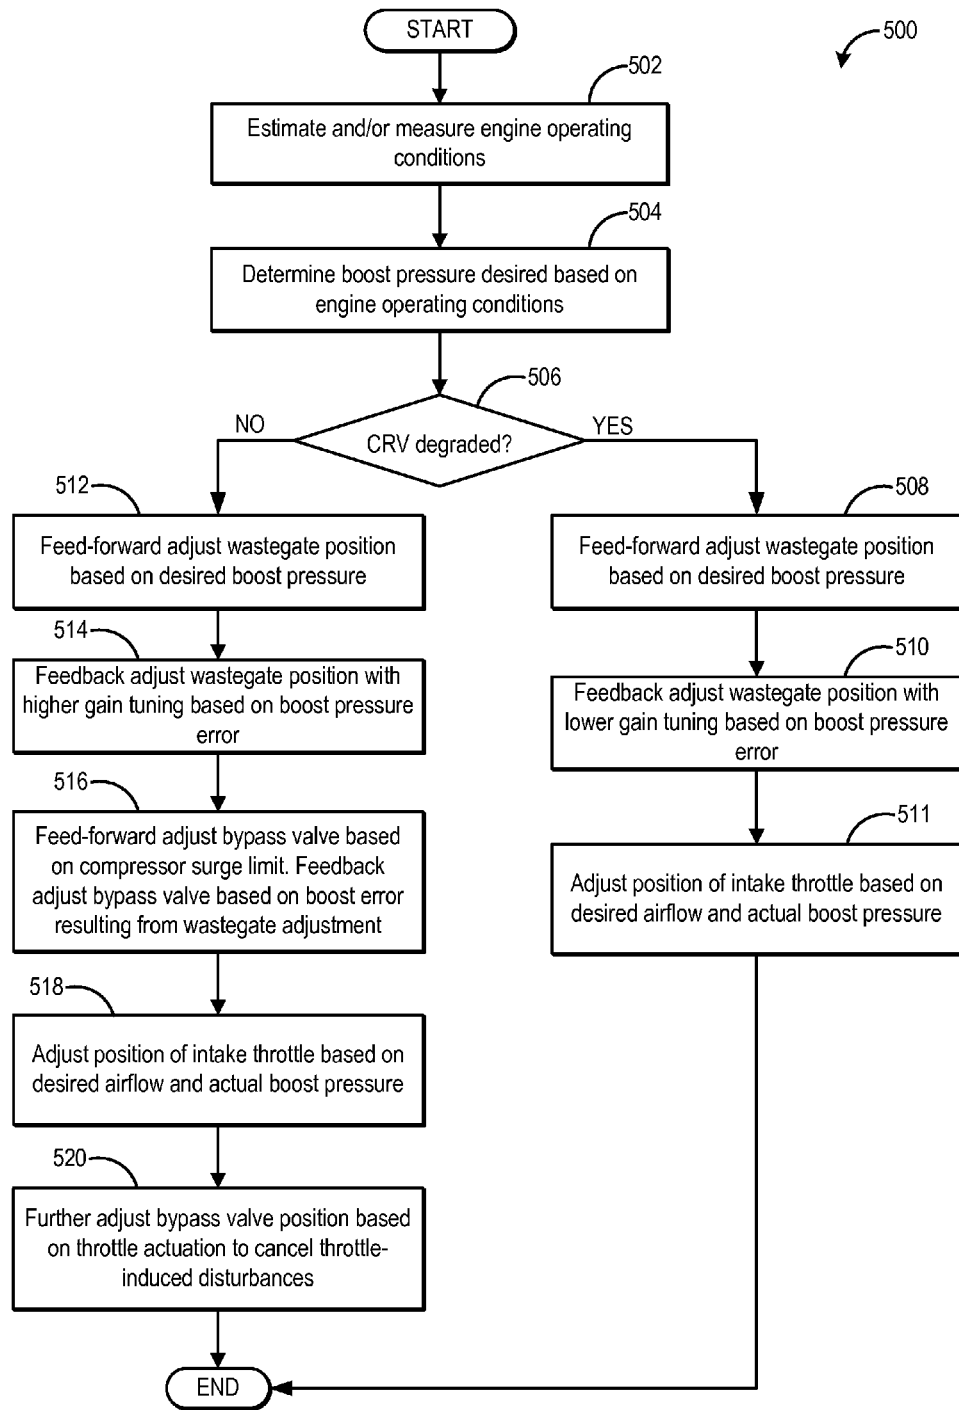 START
500
502
Estimate and/or measure engine operating
conditions
504
Determine boost pressure desired based on
engine operating conditions
506
CRV degraded?
NO
YES
512
Feed-forward adjust wastegate position
based on desired boost pressure
514
Feedback adjust wastegate position with
higher gain tuning based on boost pressure
error
516
Feed-forward adjust bypass valve based
on compressor surge limit. Feedback
adjust bypass valve based on boost error
resulting from wastegate adjustment
518
Adjust position of intake throttle based on
desired airflow and actual boost pressure
520
Further adjust bypass valve position based
on throttle actuation to cancel throttle-
induced disturbances
508
Feed-forward adjust wastegate position
based on desired boost pressure
510
Feedback adjust wastegate position with
lower gain tuning based on boost pressure
error
511
Adjust position of intake throttle based on
desired airflow and actual boost pressure
END